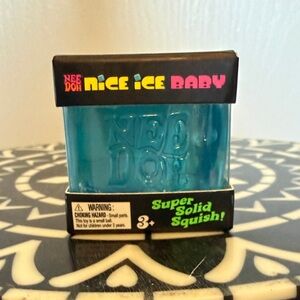 NEE DOH NICE ICE BABY
NEE
DOH
WARNING:
CHOKING HAZARD - Small parts.
This toy is a small ball.
Not for children under 3 years.
3+
Super
Solid
Squish!